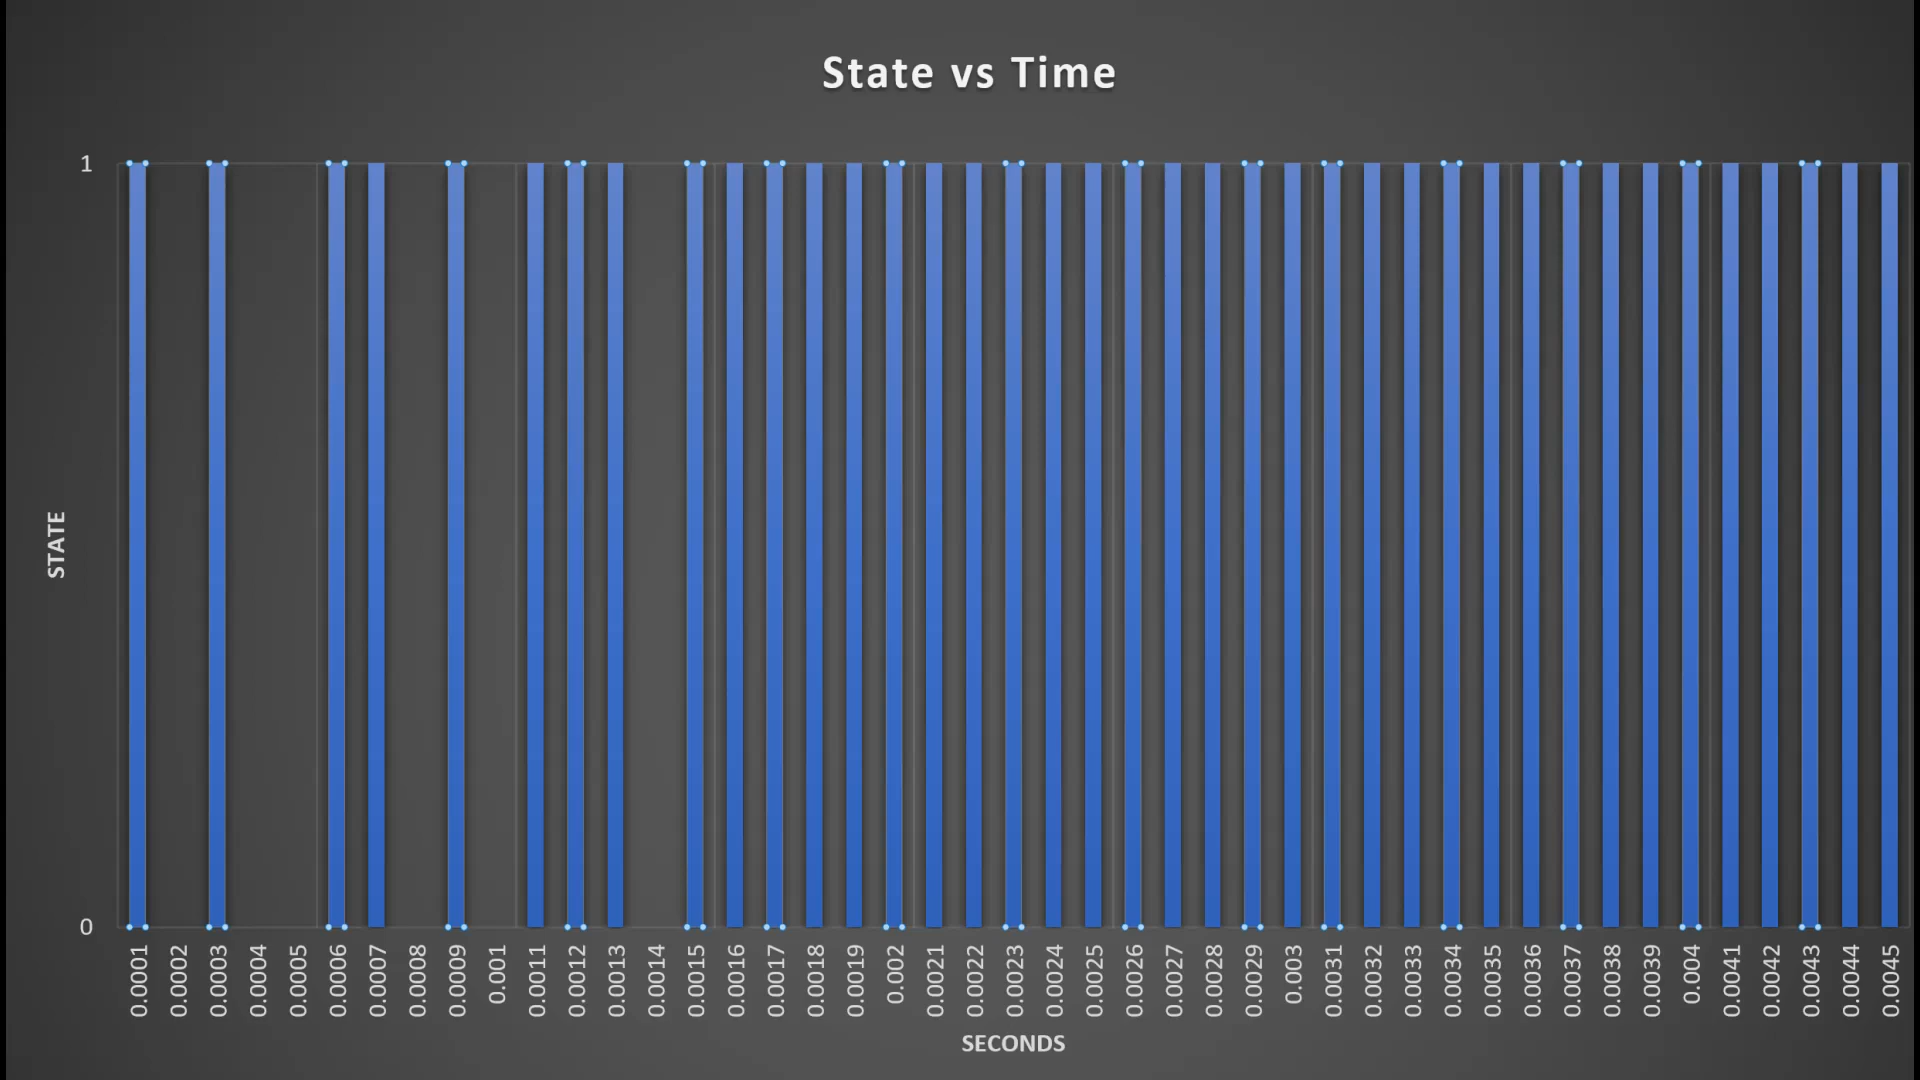 State vs Time
1
STATE
0
0.0001 0.0002 0.0003 0.0004 0.0005 0.0006 0.0007 0.0008 0.0009 0.001 0.0011 0.0012 0.0013 0.0014 0.0015 0.0016 0.0017 0.0018 0.0019 0.002 0.0021 0.0022 0.0023 0.0024 0.0025 0.0026 0.0027 0.0028 0.0029 0.003 0.0031 0.0032 0.0033 0.0034 0.0035 0.0036 0.0037 0.0038 0.0039 0.004 0.0041 0.0042 0.0043 0.0044 0.0045
SECONDS